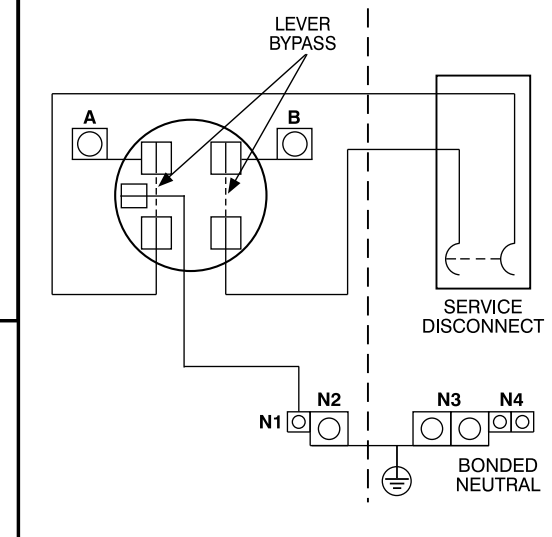 LEVER
BYPASS
A
B
SERVICE
DISCONNECT
N1
N2
N3
N4
BONDED
NEUTRAL